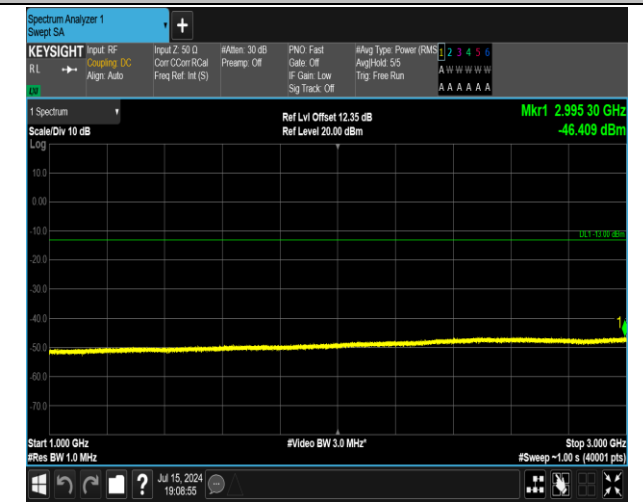 Spectrum Analyzer 1
Swept SA
+
KEYSIGHT Input: RF Input Z: 50 Ω #Atten: 30 dB PNO: Fast #Avg Type: Power (RMS 1 2 3 4 5 6
R L Coupling: DC Corr CCorr RCal Preamp: Off Gate: Off Avg|Hold: 5/5 A W W W W W
Align: Auto Freq Ref: Int (S) IF Gain: Low Trig: Free Run
Sig Track: Off A A A A A A
1 Spectrum
Ref Lvl Offset 12.35 dB Mkr1 2.995 30 GHz
Scale/Div 10 dB Ref Level 20.00 dBm -46.409 dBm
Log
10.0
0.00
-10.0
DL1 -13.00 dBm
-20.0
-30.0
-40.0
1
-50.0
-60.0
-70.0
Start 1.000 GHz #Video BW 3.0 MHz* Stop 3.000 GHz
#Res BW 1.0 MHz #Sweep ~1.00 s (40001 pts)
? Jul 15, 2024
19:08:55